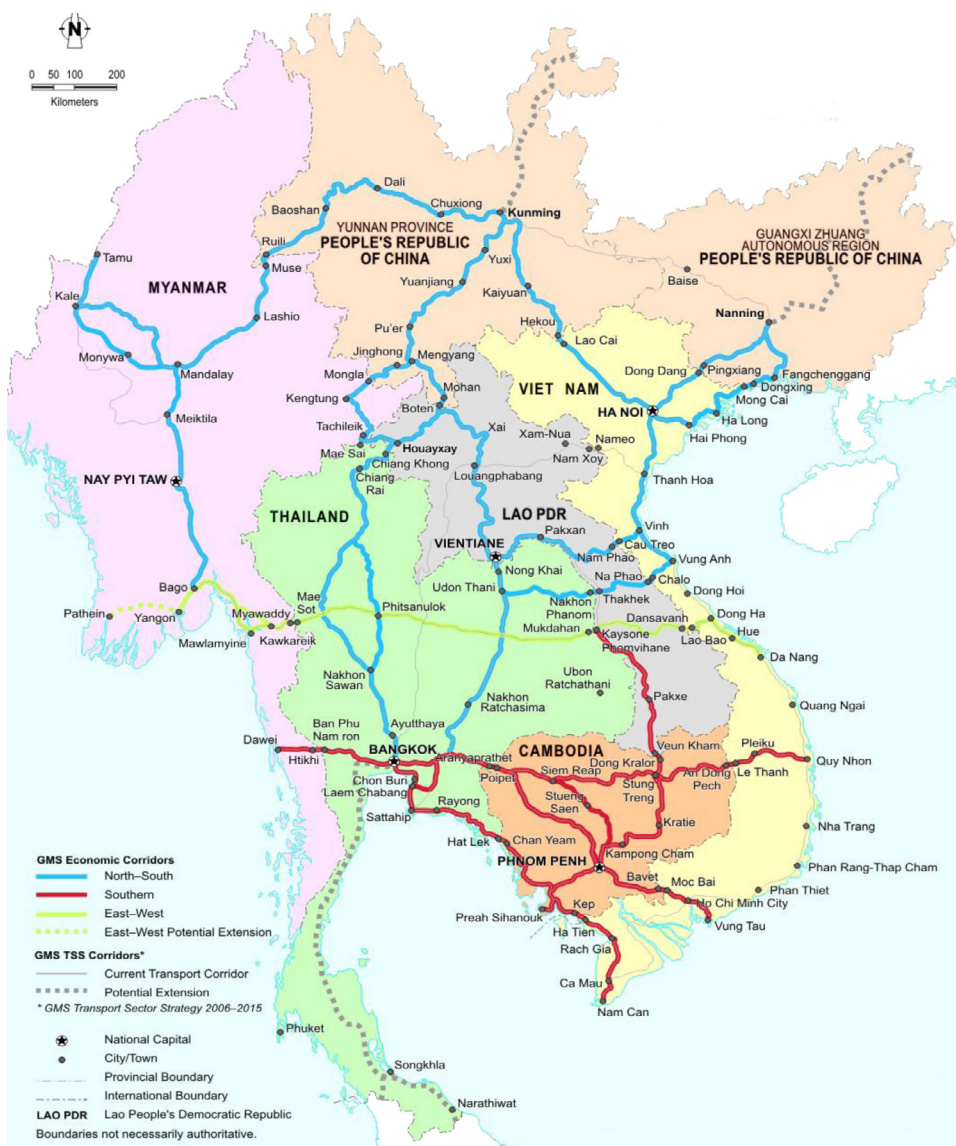 N
0 50 100 200
Kilometers
Dali
Baoshan
Chuxiong
Kunming
YUNNAN PROVINCE
PEOPLE'S REPUBLIC
OF CHINA
GUANGXI ZHUANG
AUTONOMOUS REGION
PEOPLE'S REPUBLIC OF CHINA
Ruili
Muse
Tamu
Yuxi
Yuanjiang
Kaiyuan
Baise
MYANMAR
Kale
Lashio
Nanning
Pu'er
Hekou
Lao Cai
Monywa
Mandalay
Jinghong
Mengyang
Mongla
Mohan
Dong Dang
Pingxiang
Fangchenggang
Dongxing
Mong Cai
VIET NAM
Kengtung
Boten
HA NOI
Ha Long
Meiktila
Xai
Hai Phong
Tachileik
Mae Sai
Houayxay
Chiang Khong
Chiang
Rai
Xam-Nua
Nameo
Nam Xoy
Louangphabang
Thanh Hoa
NAY PYI TAW
THAILAND
LAO PDR
Pakxan
Vinh
VIENTIANE
Cau Treo
Nam Phao
Vung Anh
Nong Khai
Na Phao
Chalo
Bago
Udon Thani
Nakhon
Phanom
Thakhek
Dong Hoi
Pathein
Yangon
Myawaddy
Mae
Sot
Phitsanulok
Dansavanh
Dong Ha
Mawlamyine
Kawkareik
Mukdahan
Kaysone
Phomvihane
Lao Bao
Hue
Da Nang
Nakhon
Sawan
Ubon
Ratchathani
Pakxe
Nakhon
Ratchasima
Quang Ngai
Ban Phu
Nam ron
Ayutthaya
Dawei
Htikhi
BANGKOK
Aranyaprathet
Poipet
CAMBODIA
Veun Kham
Dong Kralor
Pleiku
Siem Reap
Stung
Treng
An Dong
Pech
Le Thanh
Quy Nhon
Chon Buri
Laem Chabang
Stueng
Saen
Rayong
Sattahip
Kratie
Nha Trang
Hat Lek
Chan Yeam
Kampong Cham
PHNOM PENH
Bavet
Moc Bai
Phan Rang-Thap Cham
Phan Thiet
Ho Chi Minh City
Preah Sihanouk
Kep
Vung Tau
Ha Tien
Rach Gia
Ca Mau
Nam Can
Phuket
Songkhla
Narathiwat
GMS Economic Corridors
North–South
Southern
East–West
East–West Potential Extension
GMS TSS Corridors*
Current Transport Corridor
Potential Extension
* GMS Transport Sector Strategy 2006–2015
National Capital
City/Town
Provincial Boundary
International Boundary
LAO PDR Lao People's Democratic Republic
Boundaries not necessarily authoritative.